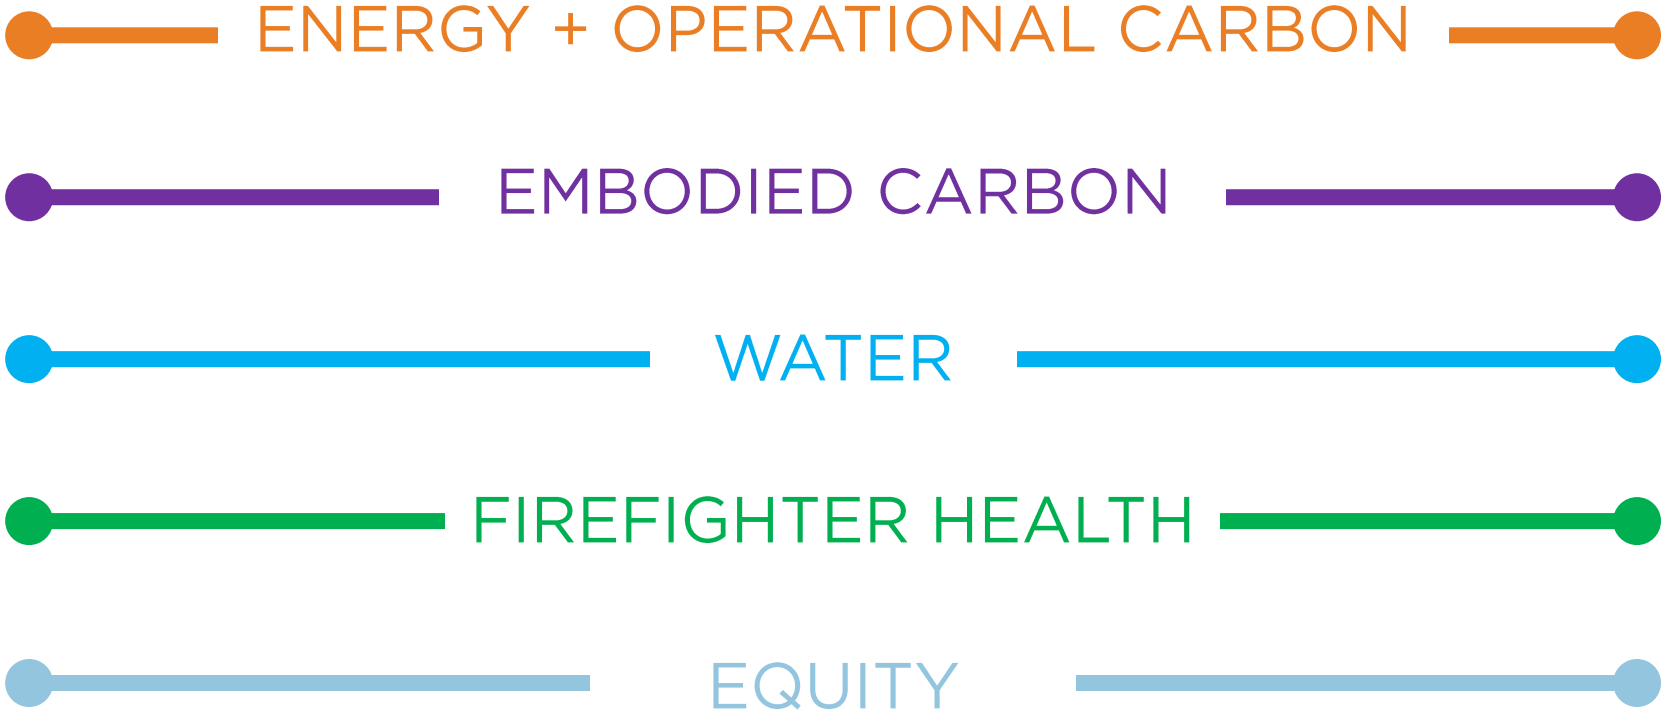 ENERGY + OPERATIONAL CARBON
EMBODIED CARBON
WATER
FIREFIGHTER HEALTH
EQUITY